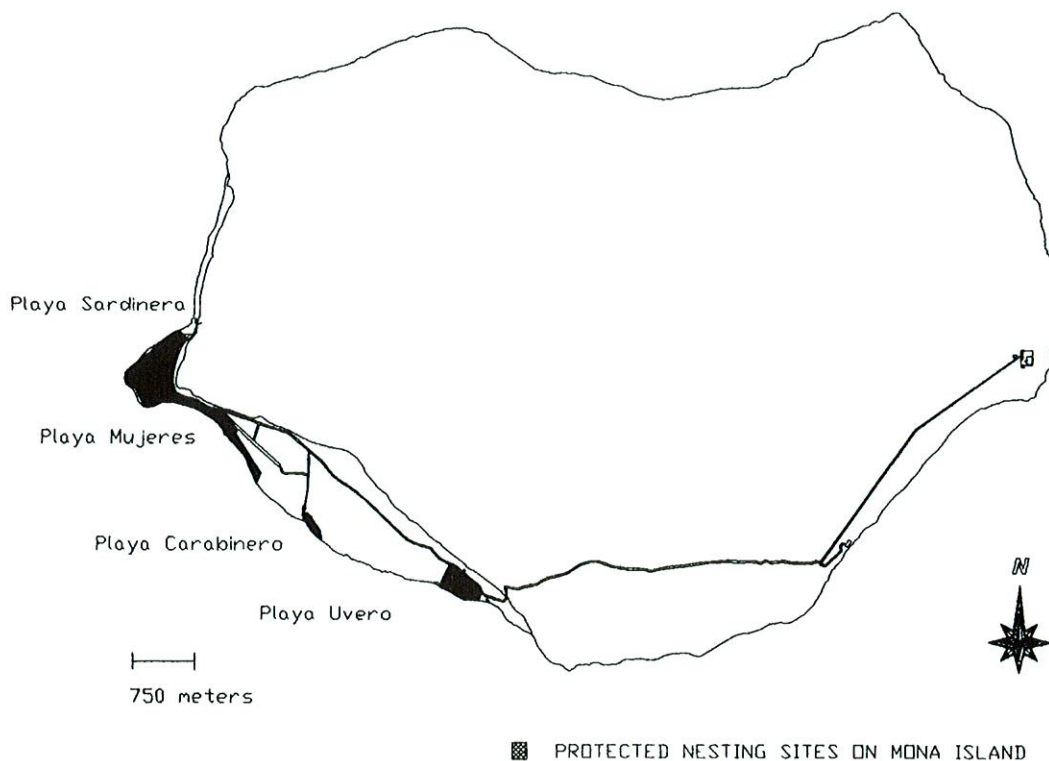 Playa Sardinera
Playa Mujeres
Playa Carabinero
Playa Uvero
N
750 meters
PROTECTED NESTING SITES ON MONA ISLAND